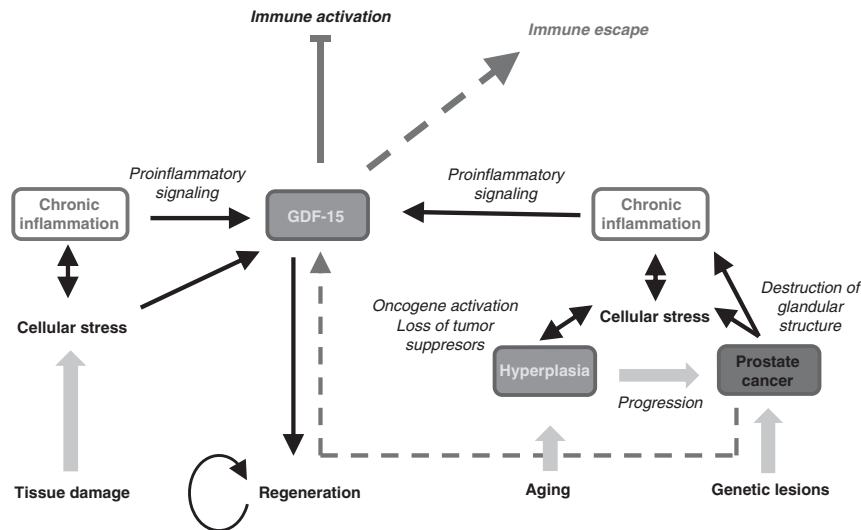 Immune activation
Immune escape
Proinflammatory
signaling
Proinflammatory
signaling
Chronic
inflammation
GDF-15
Chronic
inflammation
Cellular stress
Oncogene activation
Loss of tumor
suppresors
Cellular stress
Destruction of
glandular
structure
Hyperplasia
Prostate
cancer
Progression
Tissue damage
Regeneration
Aging
Genetic lesions